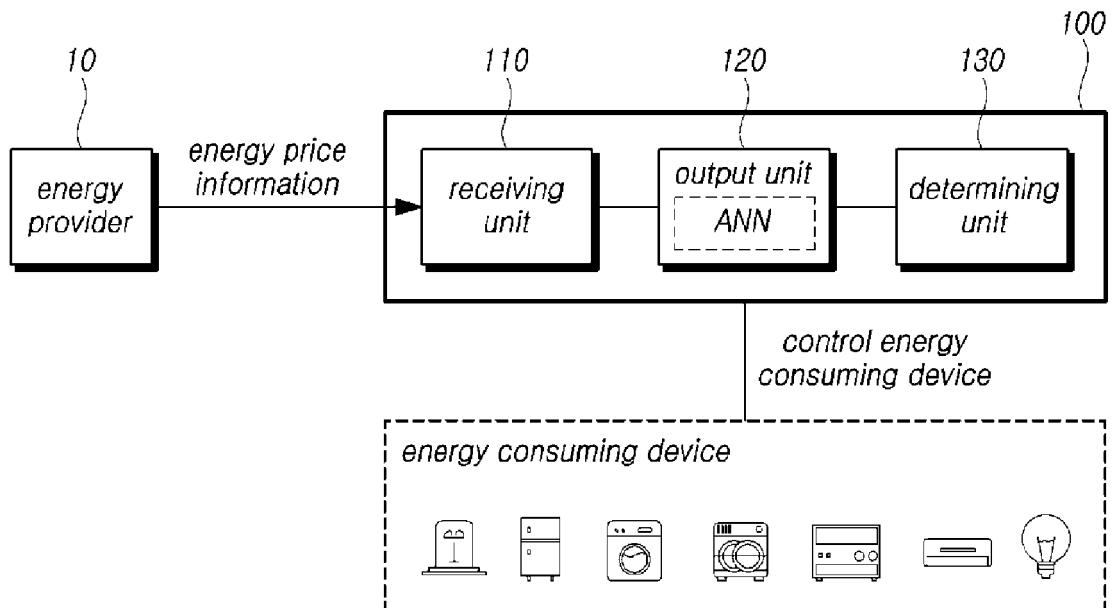 100
10
110
120
130
energy provider
energy price
information
receiving
unit
output unit
ANN
determining
unit
control energy
consuming device
energy consuming device